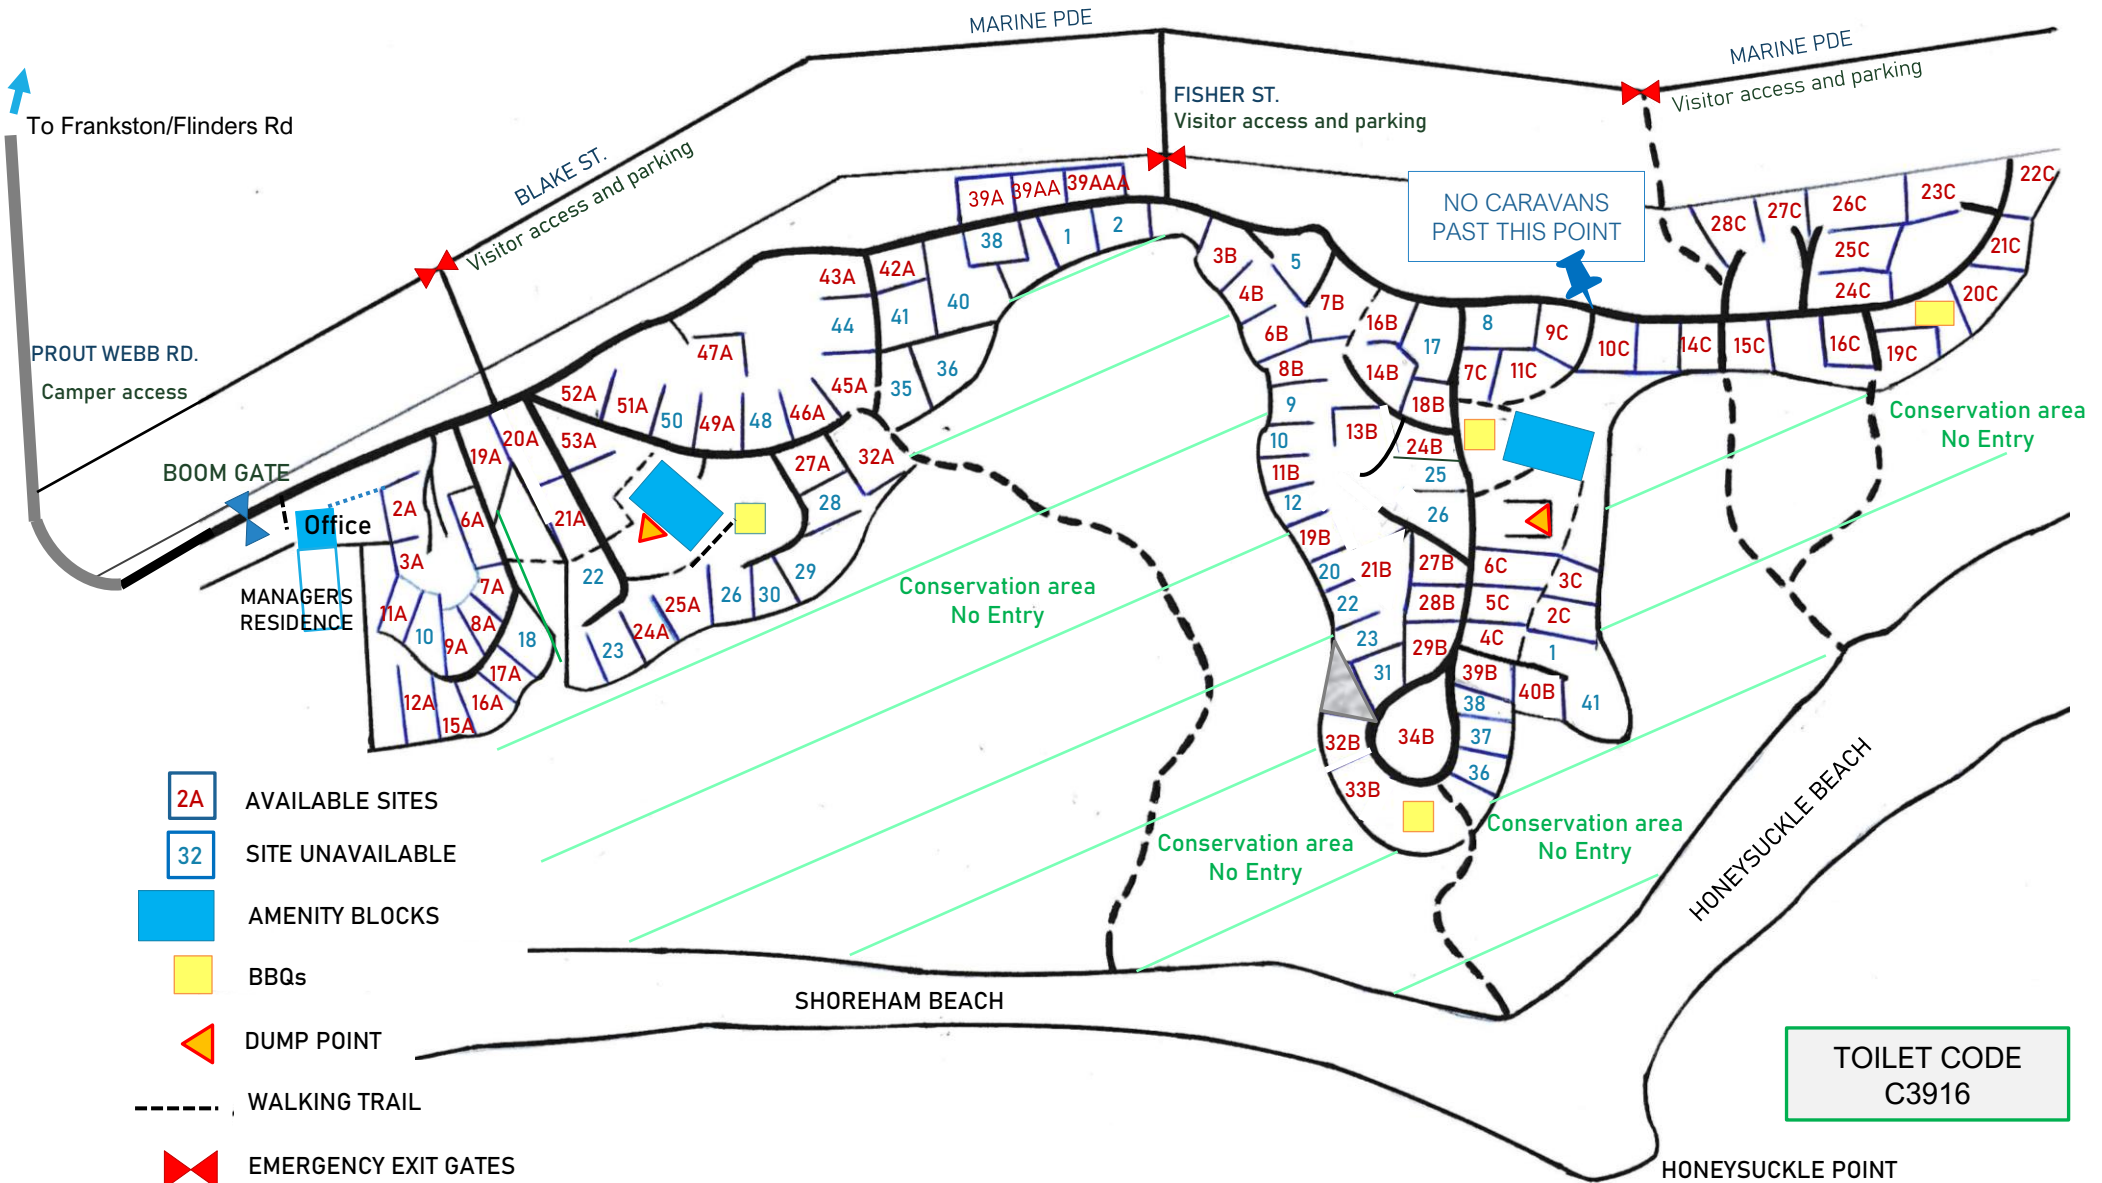 MARINE PDE
MARINE PDE
Visitor access and parking
To Frankston/Flinders Rd
FISHER ST.
Visitor access and parking
BLAKE ST.
Visitor access and parking
NO CARAVANS
PAST THIS POINT
PROUT WEBB RD.
Camper access
BOOM GATE
Office
MANAGERS
RESIDENCE
39A
39AA
39AAA
38
1
2
43A
42A
44
41
40
47A
45A
35
36
52A
51A
50
49A
48
46A
53A
20A
19A
27A
32A
28
29
2A
6A
21A
3A
7A
22
11A
10
9A
8A
18
25A
26
30
24A
23
17A
16A
12A
15A
3B
5
4B
7B
6B
16B
17
8
9C
8B
14B
7C
11C
10C
14C
15C
16C
19C
9
18B
13B
10
24B
11B
25
12
26
19B
27B
6C
20
21B
3C
22
28B
5C
2C
23
29B
4C
1
31
39B
40B
41
38
32B
34B
37
33B
36
28C
27C
26C
23C
22C
25C
21C
24C
20C
Conservation area
No Entry
Conservation area
No Entry
Conservation area
No Entry
Conservation area
No Entry
2A
AVAILABLE SITES
32
SITE UNAVAILABLE
AMENITY BLOCKS
BBQs
DUMP POINT
WALKING TRAIL
EMERGENCY EXIT GATES
SHOREHAM BEACH
HONEYSUCKLE BEACH
TOILET CODE
C3916
HONEYSUCKLE POINT